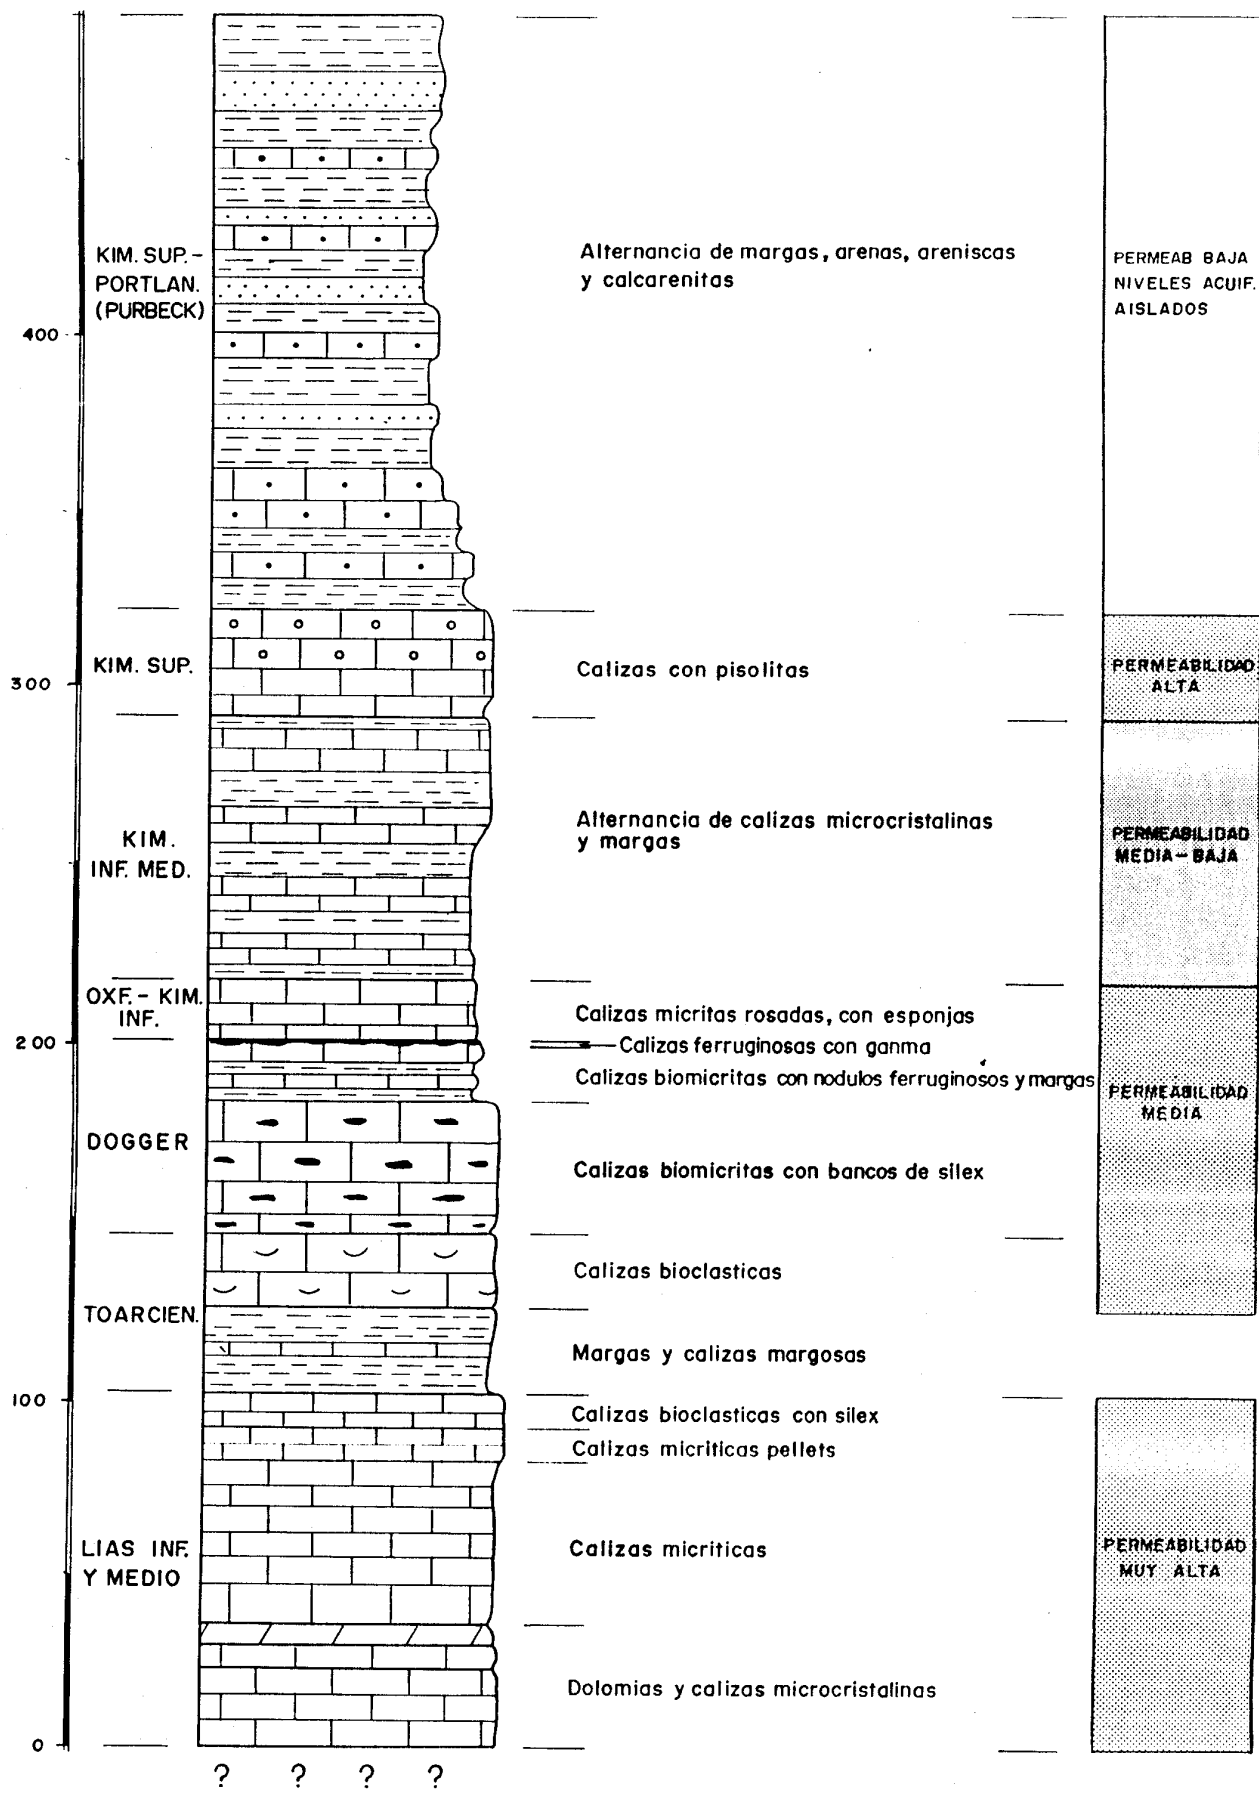 KIM. SUP.-
PORTLAN.
(PURBECK)
Alternancia de margas, arenas, areniscas
y calcarenitas
PERMEAB BAJA
NIVELES ACUIF.
AISLADOS
400
KIM. SUP.
Calizas con pisolitas
PERMEABILIDAD
ALTA
300
KIM.
INF. MED.
Alternancia de calizas microcristalinas
y margas
PERMEABILIDAD
MEDIA-BAJA
OXF.- KIM.
INF.
Calizas micritas rosadas, con esponjas
200
Calizas ferruginosas con ganma
Calizas biomicritas con nodulos ferruginosos y margas
PERMEABILIDAD
MEDIA
DOGGER
Calizas biomicritas con bancos de silex
Calizas bioclasticas
TOARCIEN.
Margas y calizas margosas
100
Calizas bioclasticas con silex
Calizas micriticas pellets
LIAS INF.
Y MEDIO
Calizas micriticas
PERMEABILIDAD
MUY ALTA
Dolomias y calizas microcristalinas
0
? ? ? ?